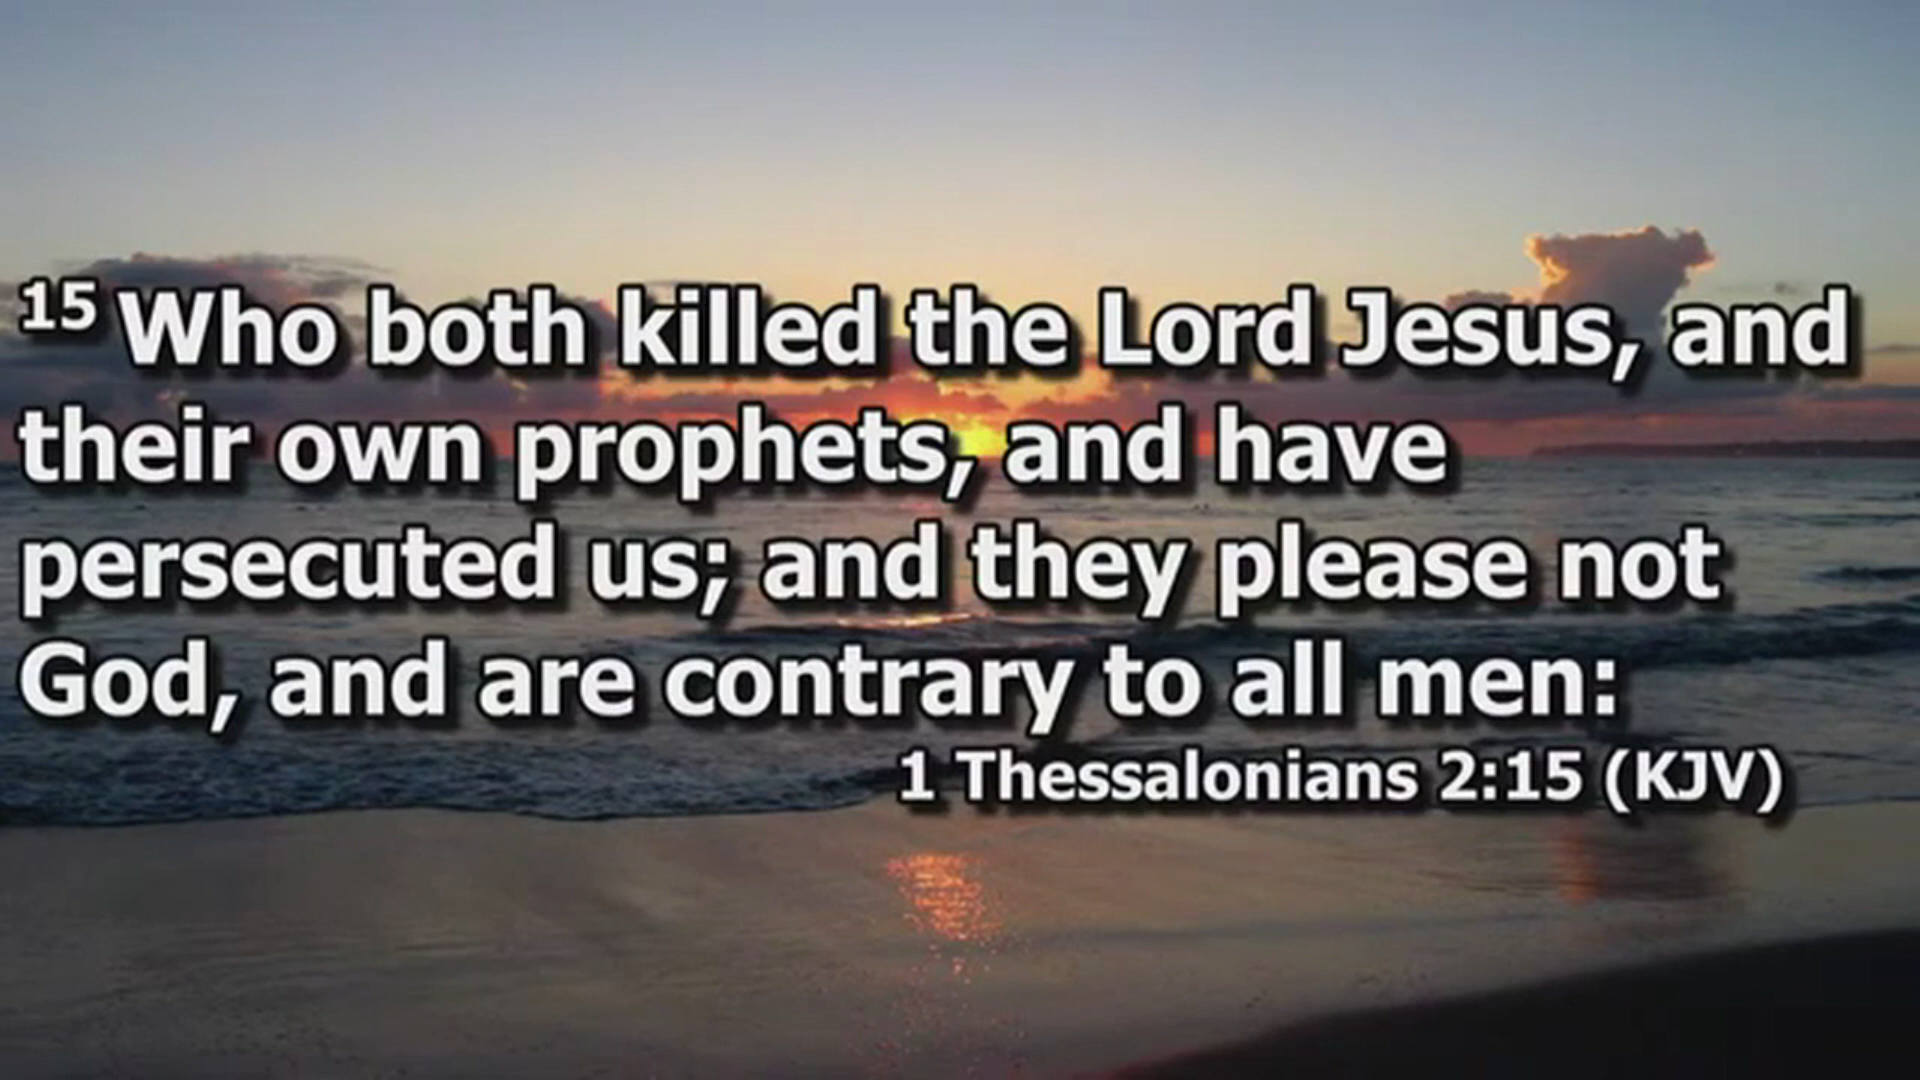 15 Who both killed the Lord Jesus, and
their own prophets, and have
persecuted us; and they please not
God, and are contrary to all men:
1 Thessalonians 2:15 (KJV)